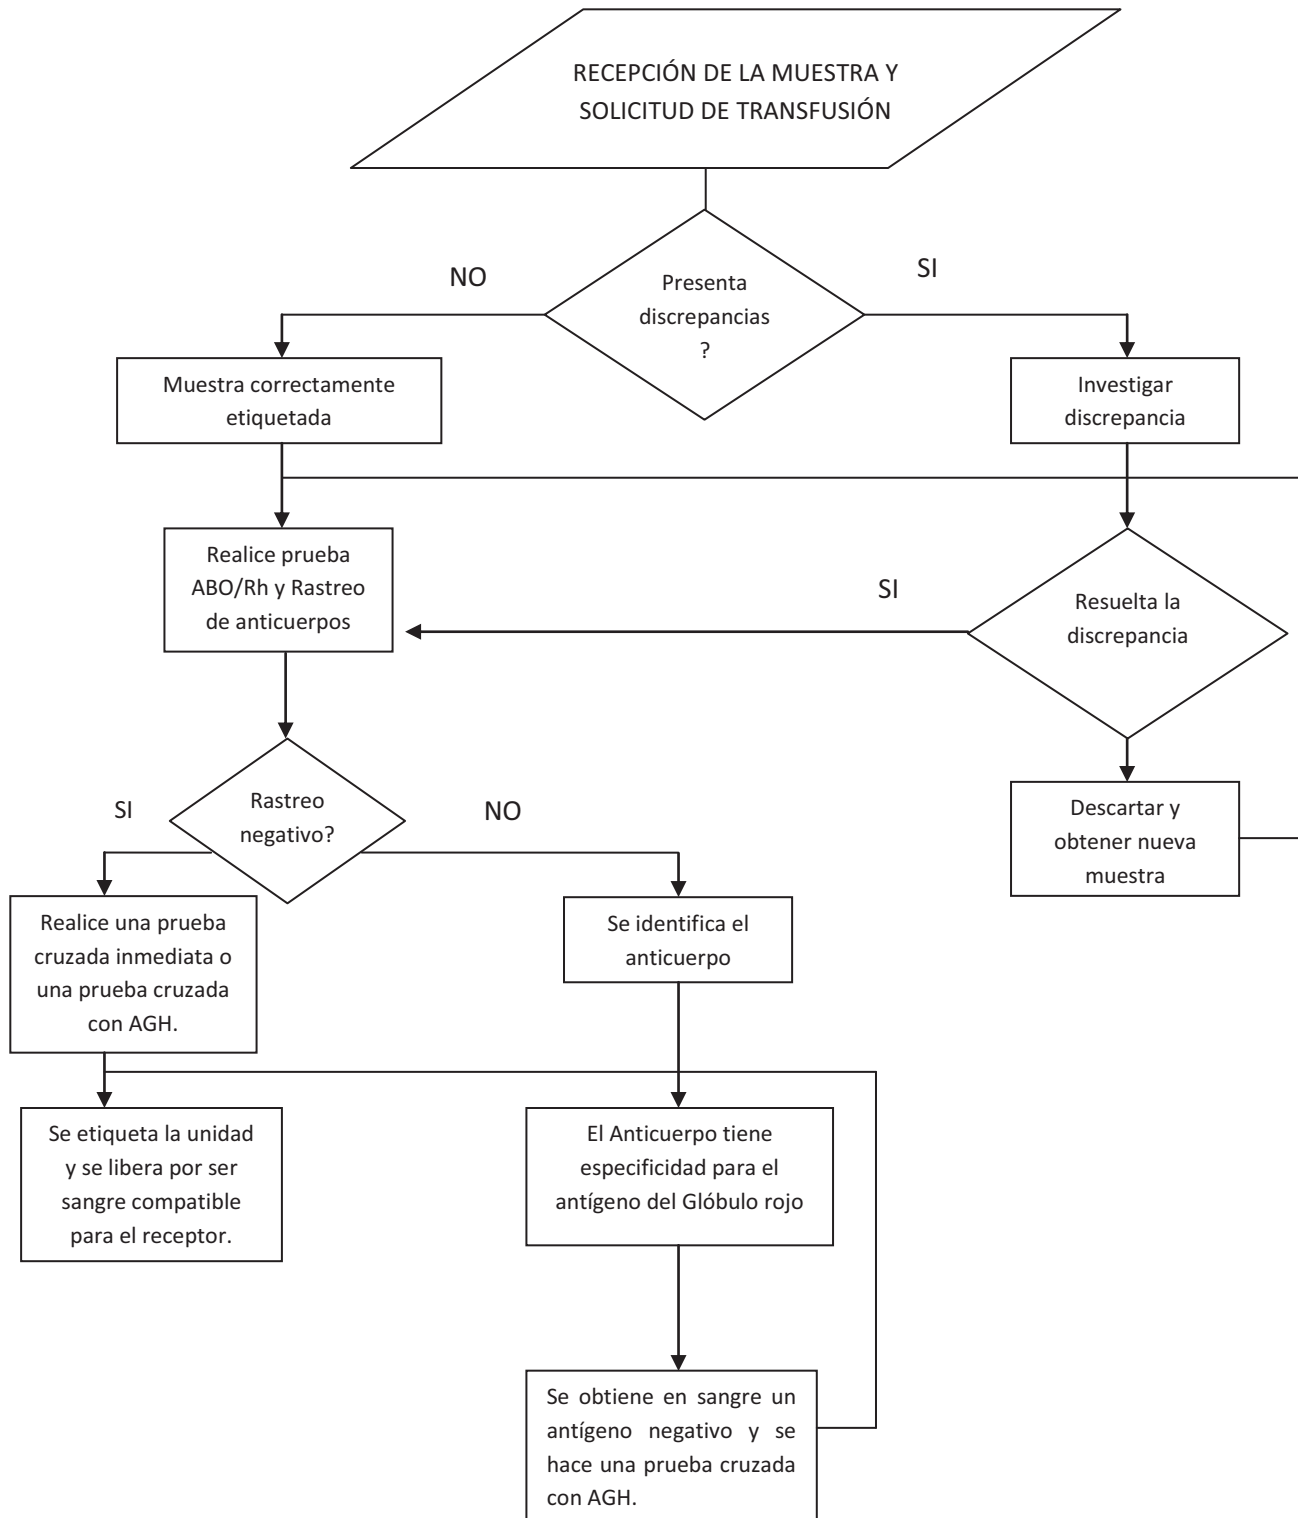 RECEPCIÓN DE LA MUESTRA Y
SOLICITUD DE TRANSFUSIÓN
NO
SI
Presenta
discrepancias
?
Muestra correctamente
etiquetada
Investigar
discrepancia
Realice prueba
ABO/Rh y Rastreo
de anticuerpos
SI
Resuelta la
discrepancia
SI
Rastreo
negativo?
NO
Descartar y
obtener nueva
muestra
Realice una prueba
cruzada inmediata o
una prueba cruzada
con AGH.
Se identifica el
anticuerpo
Se etiqueta la unidad
y se libera por ser
sangre compatible
para el receptor.
El Anticuerpo tiene
especificidad para el
antígeno del Glóbulo rojo
Se obtiene en sangre un
antígeno negativo y se
hace una prueba cruzada
con AGH.